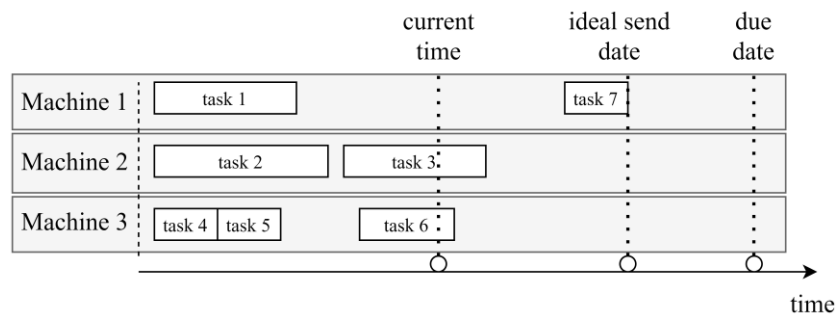 current time
ideal send date
due date
Machine 1
task 1
task 7
Machine 2
task 2
task 3
Machine 3
task 4
task 5
task 6
time